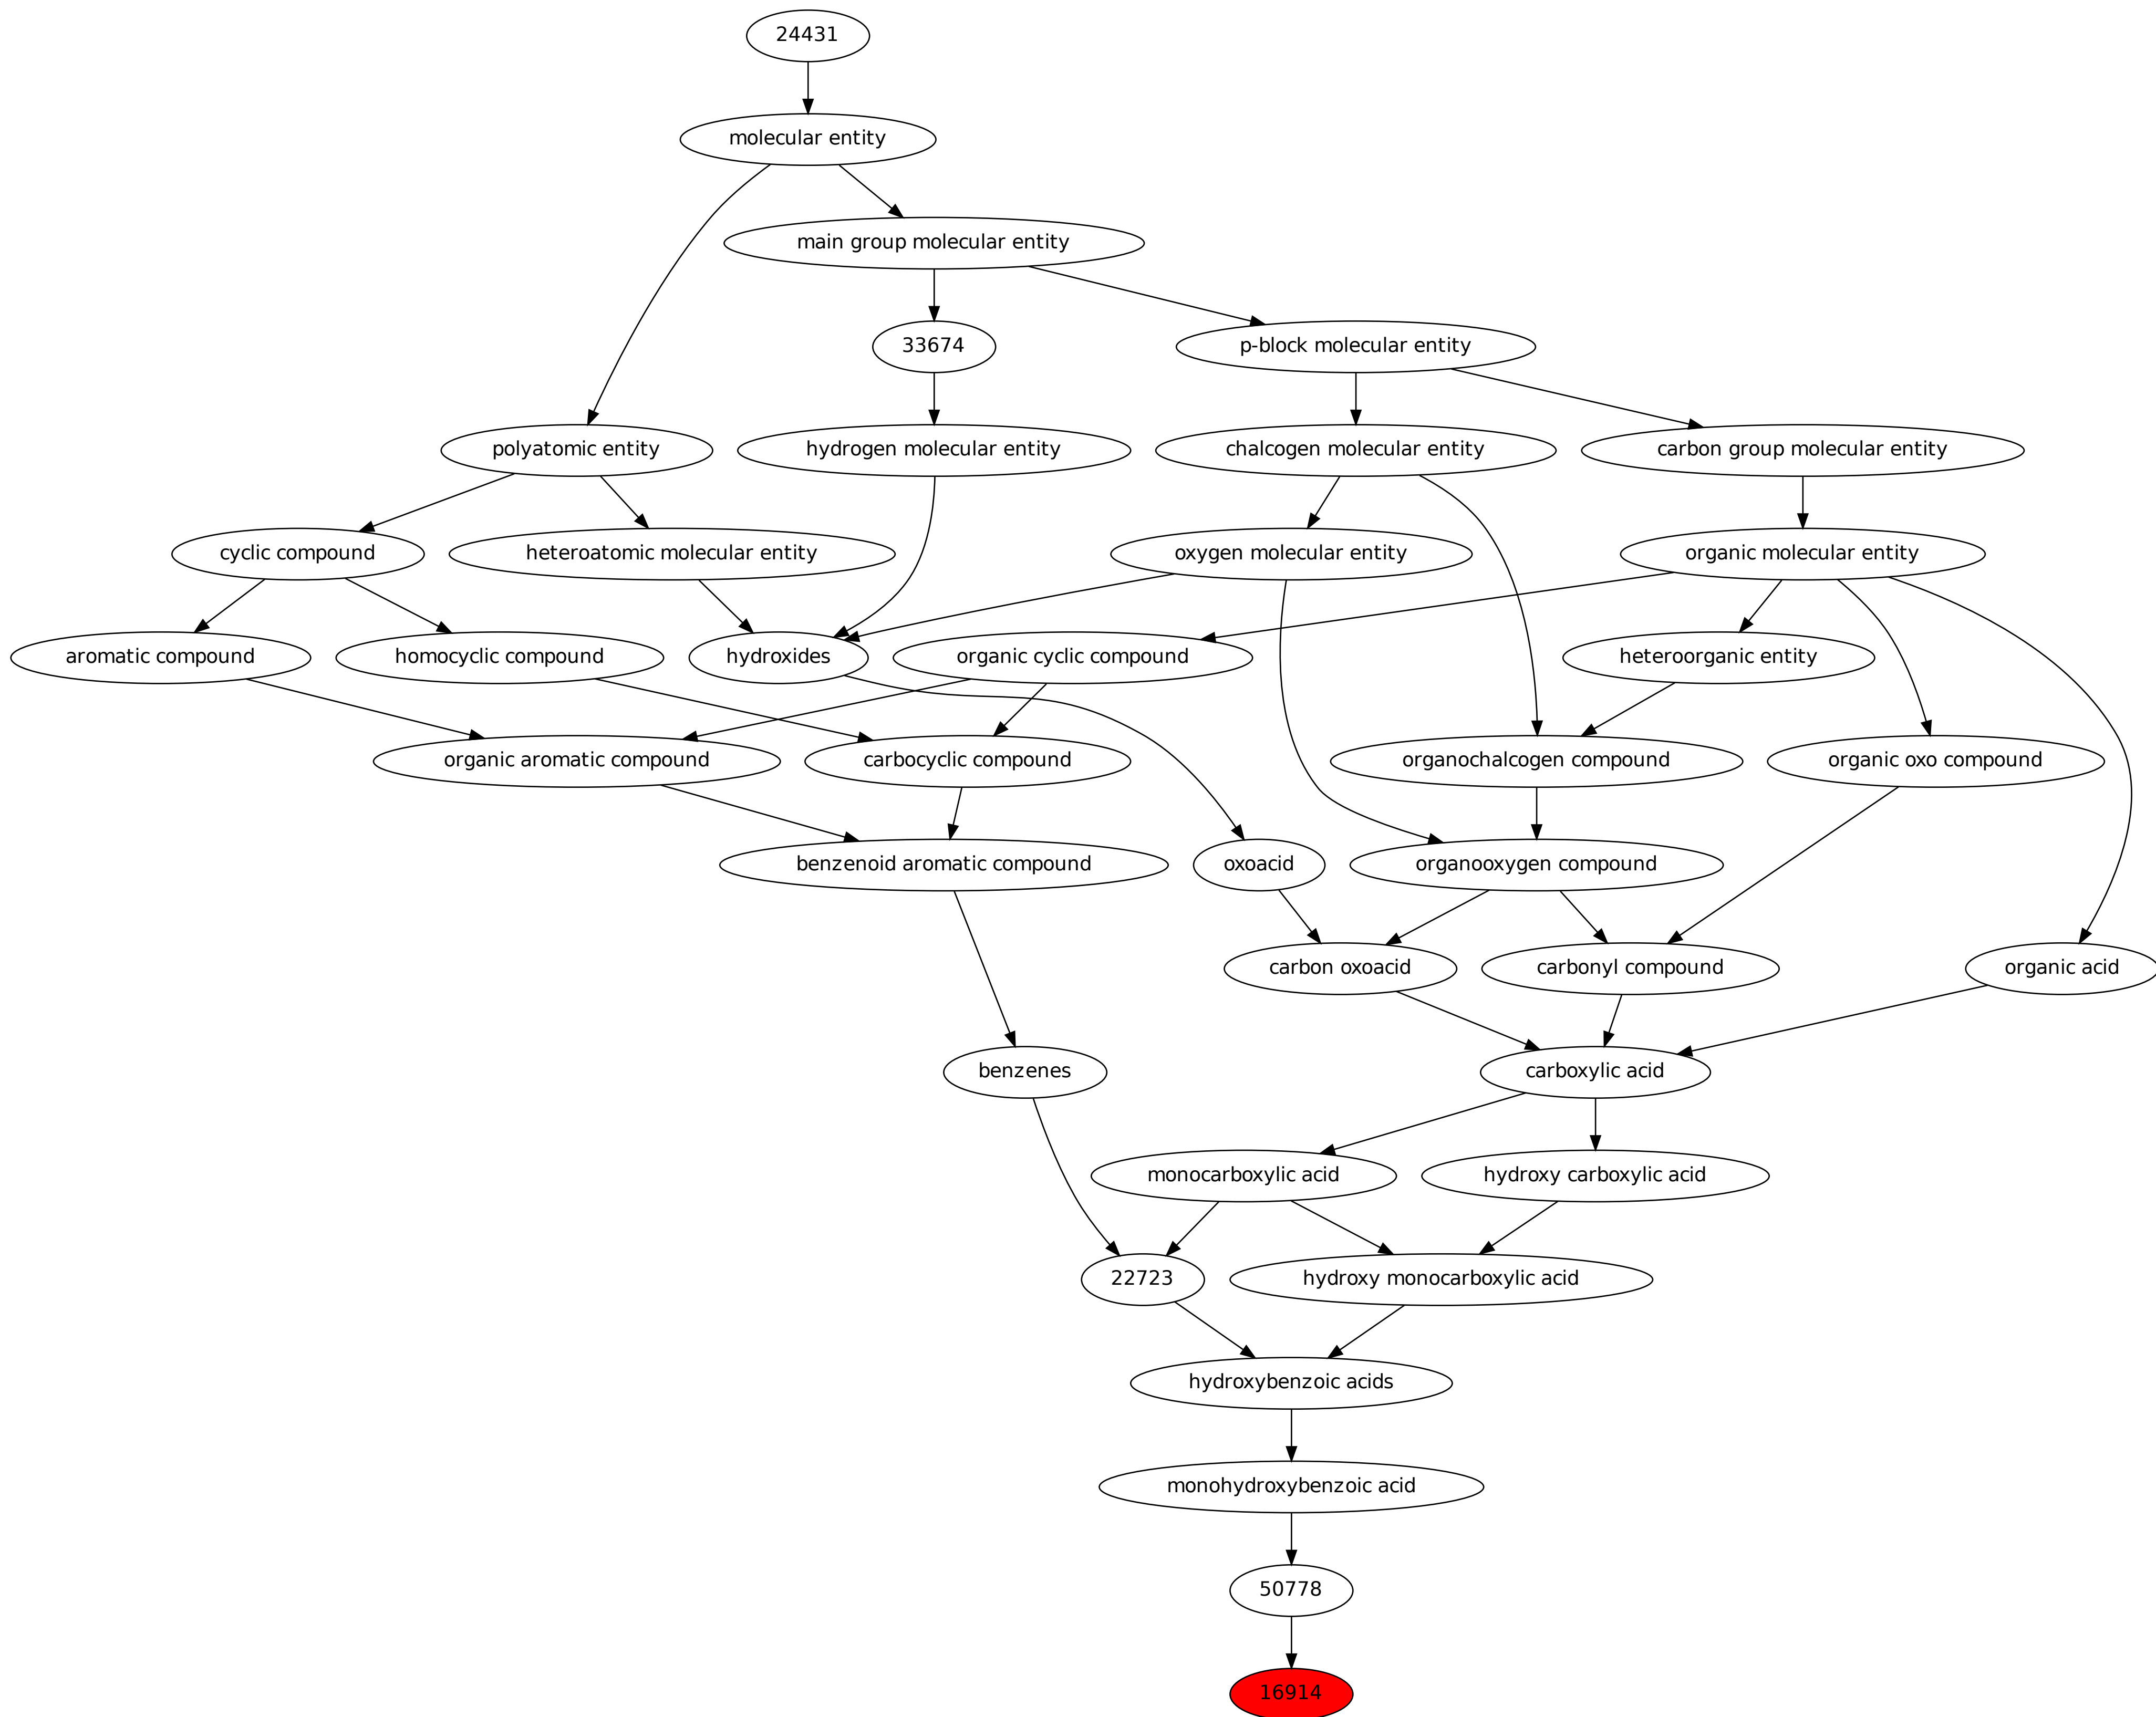 24431
molecular entity
main group molecular entity
33674
p-block molecular entity
polyatomic entity
hydrogen molecular entity
chalcogen molecular entity
carbon group molecular entity
cyclic compound
heteroatomic molecular entity
oxygen molecular entity
organic molecular entity
aromatic compound
homocyclic compound
hydroxides
organic cyclic compound
heteroorganic entity
organic aromatic compound
carbocyclic compound
organochalcogen compound
organic oxo compound
benzenoid aromatic compound
oxoacid
organooxygen compound
carbon oxoacid
carbonyl compound
organic acid
benzenes
carboxylic acid
monocarboxylic acid
hydroxy carboxylic acid
22723
hydroxy monocarboxylic acid
hydroxybenzoic acids
monohydroxybenzoic acid
50778
16914